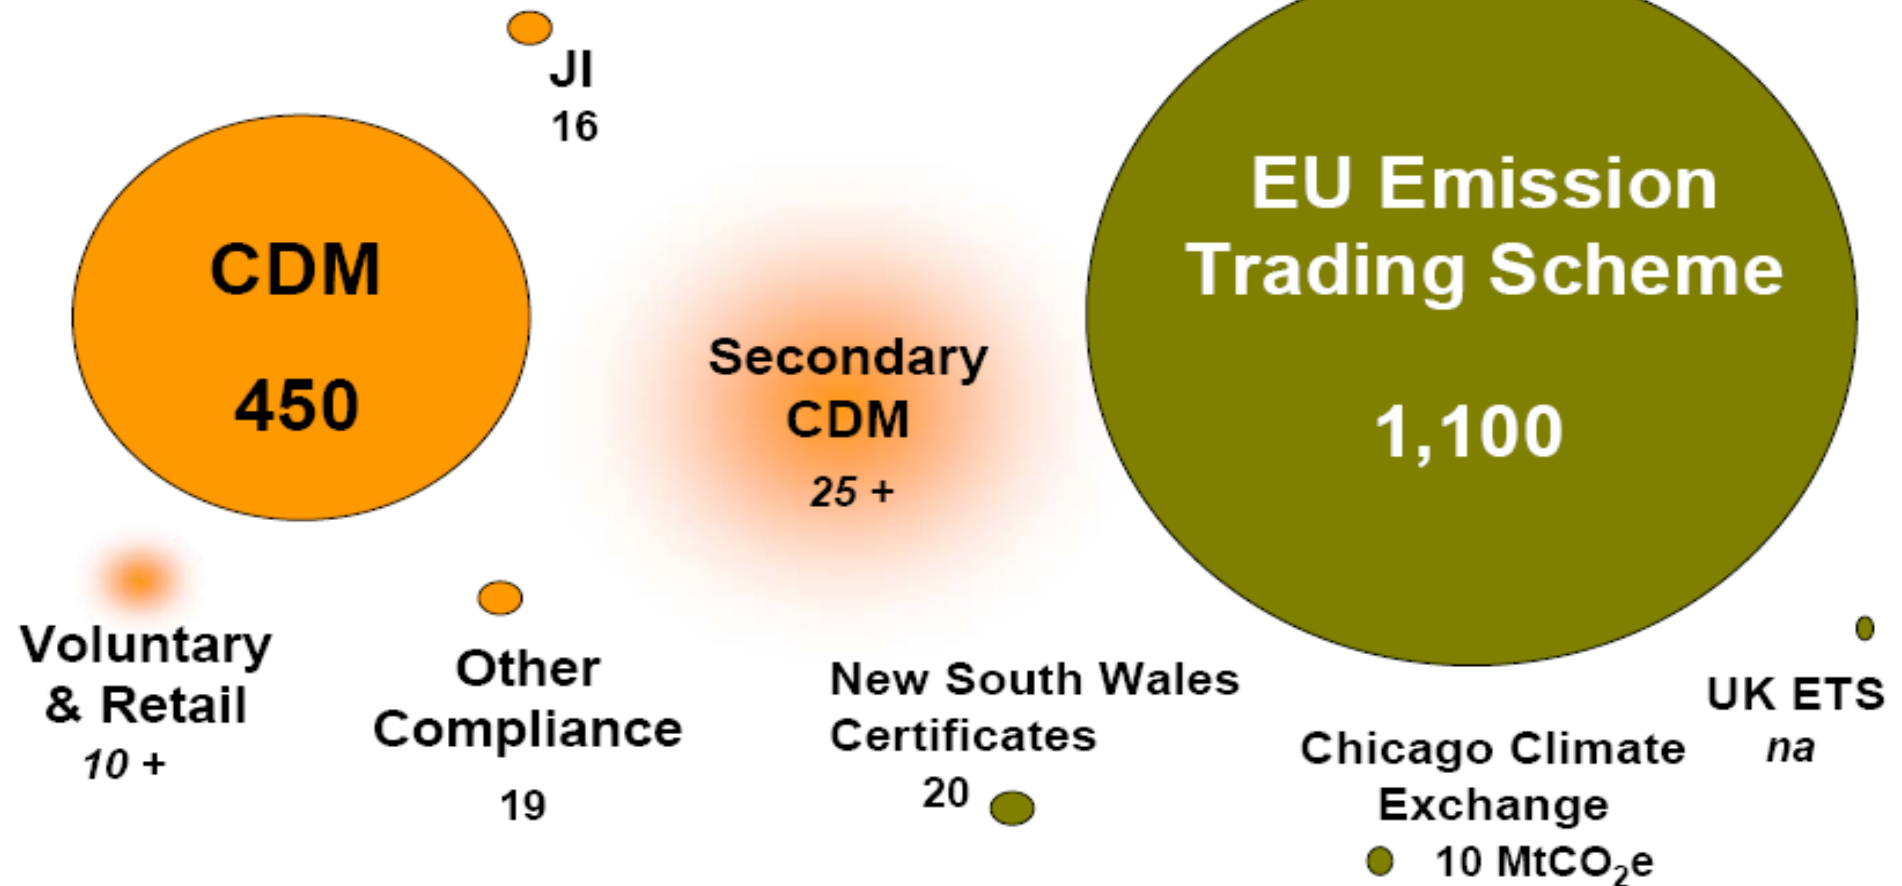 JI
16
CDM
450
EU Emission
Trading Scheme
1,100
Secondary
CDM
25 +
Voluntary
& Retail
10 +
Other
Compliance
19
New South Wales
Certificates
20
Chicago Climate
Exchange
10 MtCO₂e
UK ETS
na